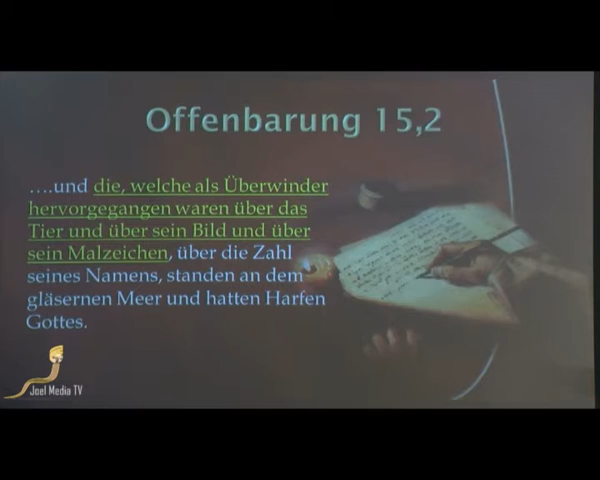 Offenbarung 15,2
....und die, welche als Überwinder
hervorgegangen waren über das
Tier und über sein Bild und über
sein Malzeichen, über die Zahl
seines Namens, standen an dem
gläsernen Meer und hatten Harfen
Gottes.
Joel Media TV